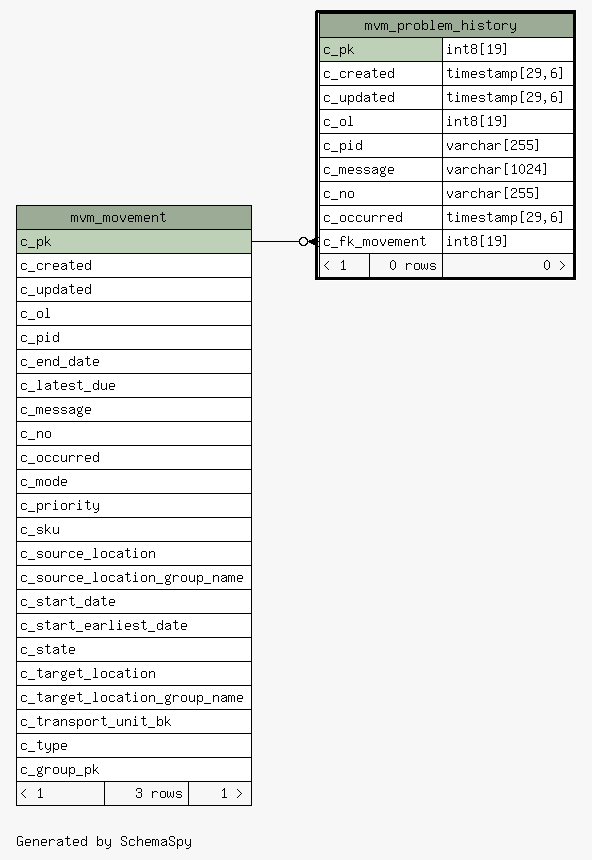 mvm_problem_history
c_pk int8[19]
c_created timestamp[29,6]
c_updated timestamp[29,6]
c_ol int8[19]
c_pid varchar[255]
c_message varchar[1024]
c_no varchar[255]
c_occurred timestamp[29,6]
c_fk_movement int8[19]
< 1 0 rows 0 >
mvm_movement
c_pk
c_created
c_updated
c_ol
c_pid
c_end_date
c_latest_due
c_message
c_no
c_occurred
c_mode
c_priority
c_sku
c_source_location
c_source_location_group_name
c_start_date
c_start_earliest_date
c_state
c_target_location
c_target_location_group_name
c_transport_unit_bk
c_type
c_group_pk
< 1 3 rows 1 >
Generated by SchemaSpy